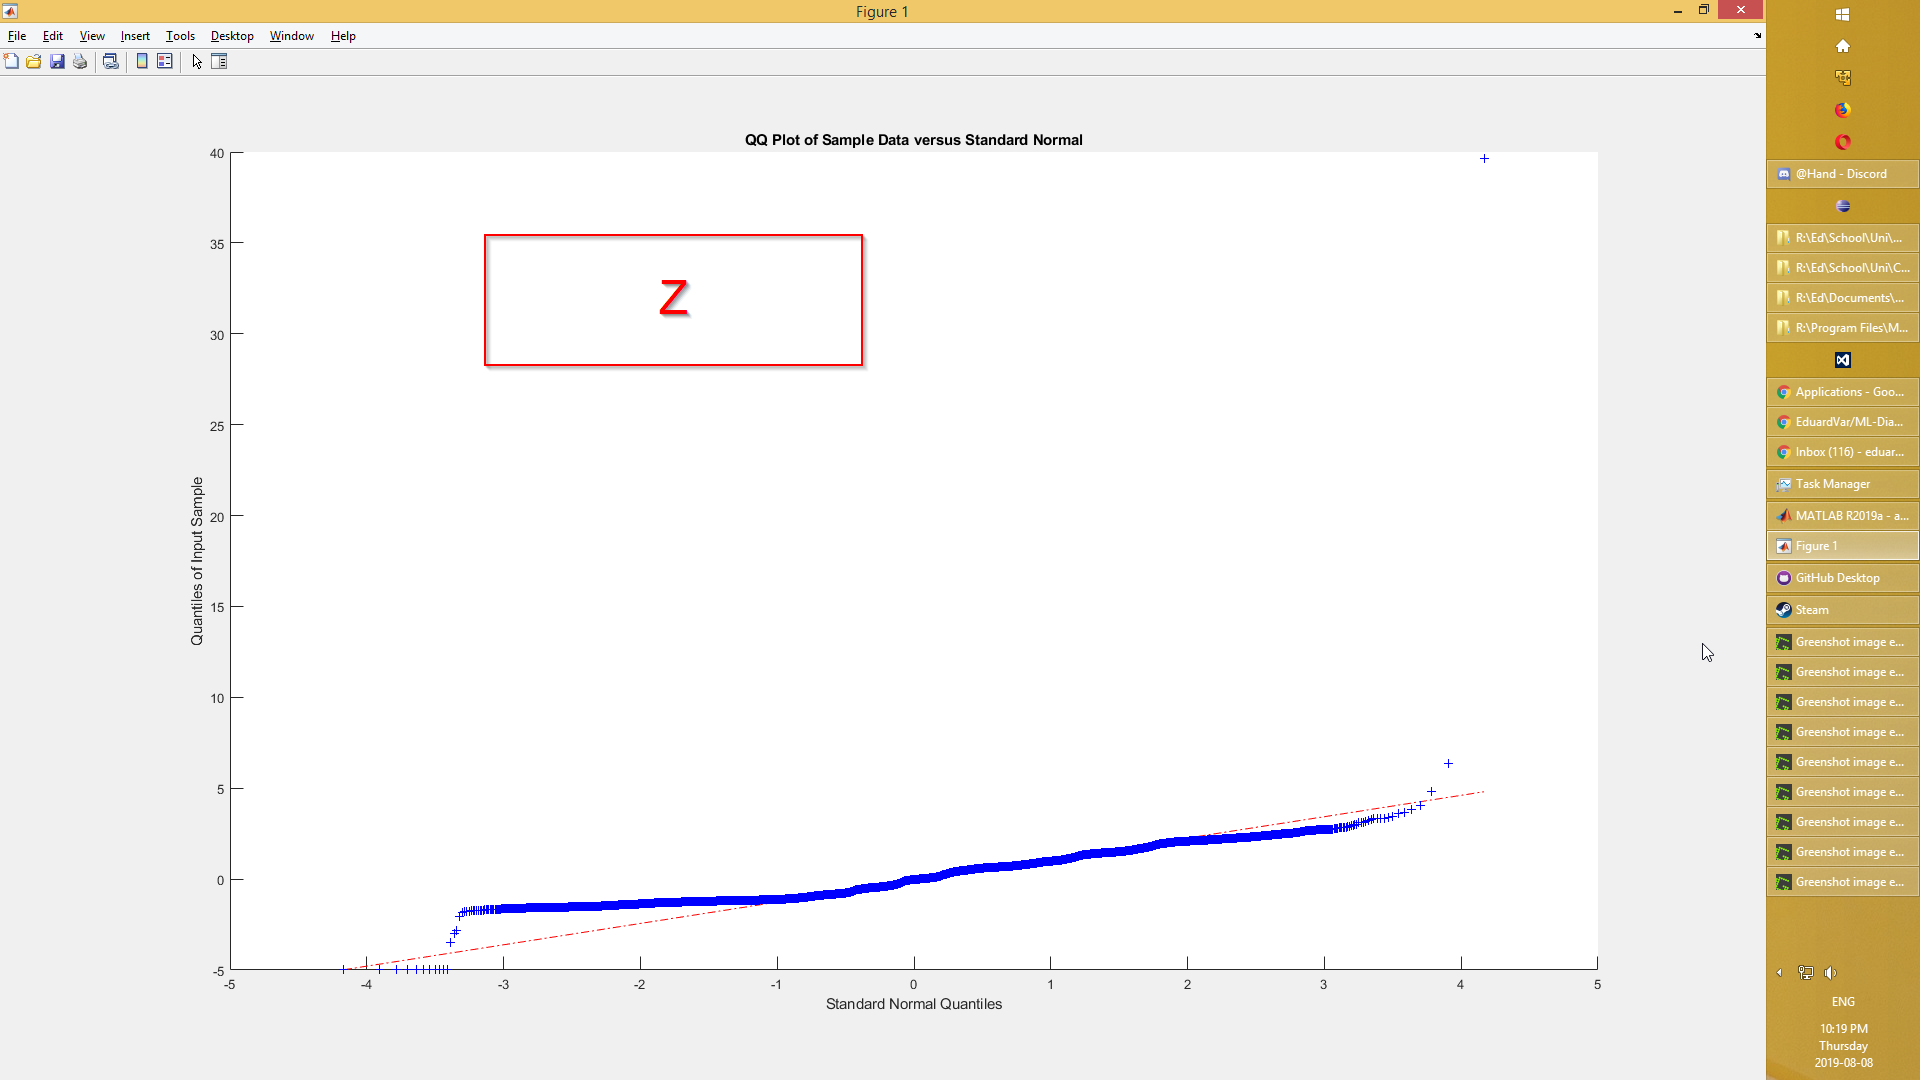 Figure 1
File Edit View Insert Tools Desktop Window Help
QQ Plot of Sample Data versus Standard Normal
Z
Quantiles of Input Sample
40
35
30
25
20
15
10
5
0
-5
-5 -4 -3 -2 -1 0 1 2 3 4 5
Standard Normal Quantiles
@Hand - Discord
R:\Ed\School\Uni\...
R:\Ed\School\Uni\C...
R:\Ed\Documents\...
R:\Program Files\M...
Applications - Goo...
EduardVar/ML-Dia...
Inbox (116) - eduar...
Task Manager
MATLAB R2019a - a...
Figure 1
GitHub Desktop
Steam
Greenshot image e...
Greenshot image e...
Greenshot image e...
Greenshot image e...
Greenshot image e...
Greenshot image e...
Greenshot image e...
Greenshot image e...
Greenshot image e...
ENG
10:19 PM
Thursday
2019-08-08